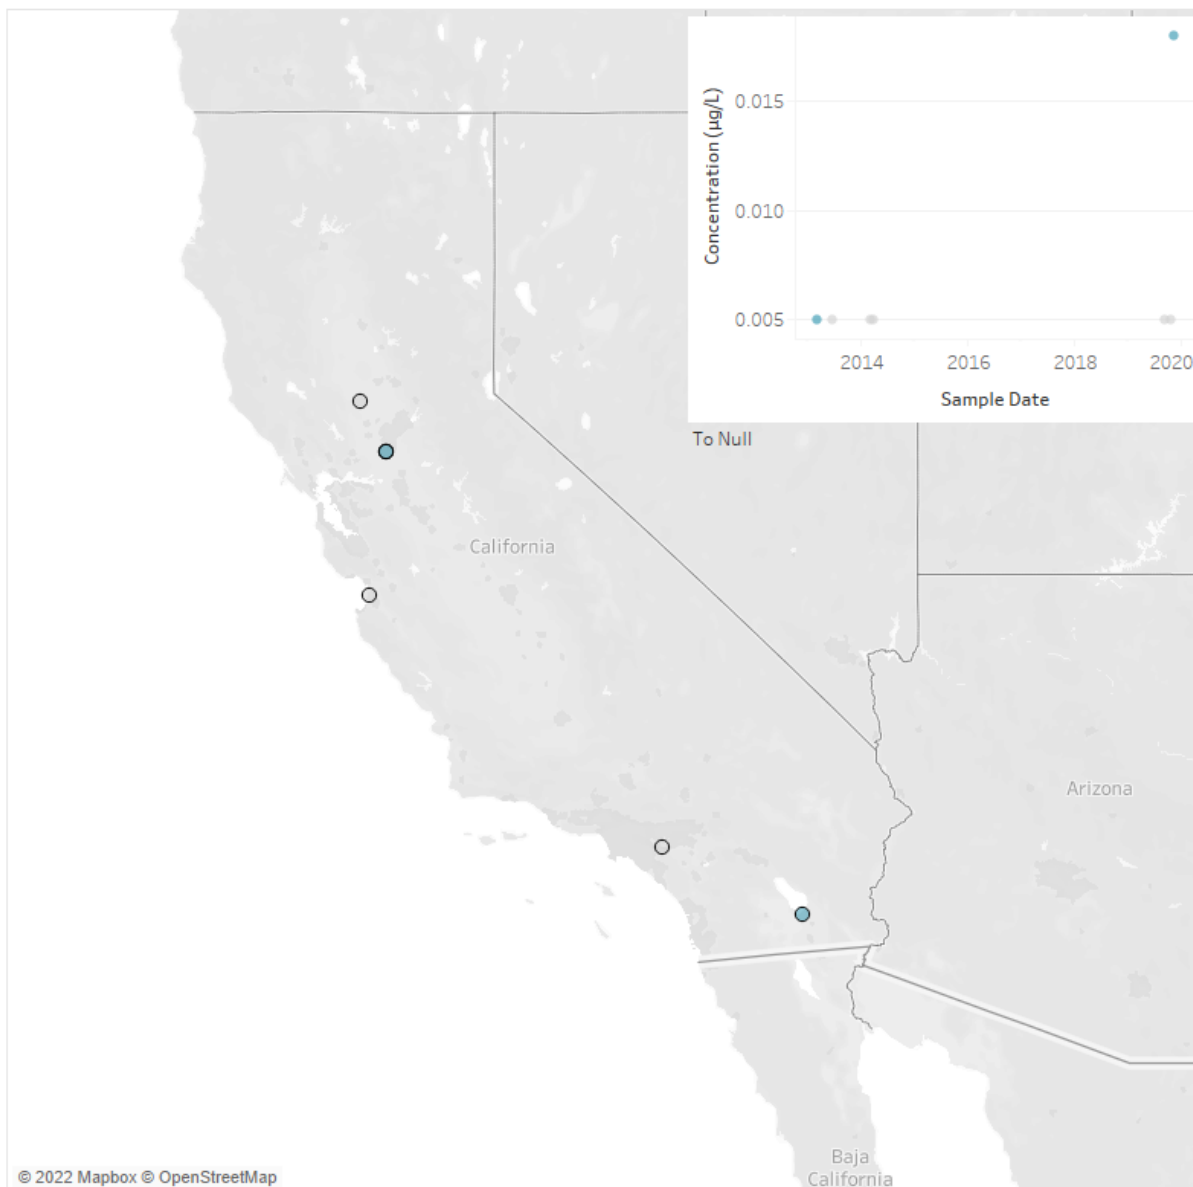 Concentration (µg/L)
0.015
0.010
0.005
2014 2016 2018 2020
Sample Date
To Null
California
Arizona
Baja
California
© 2022 Mapbox © OpenStreetMap